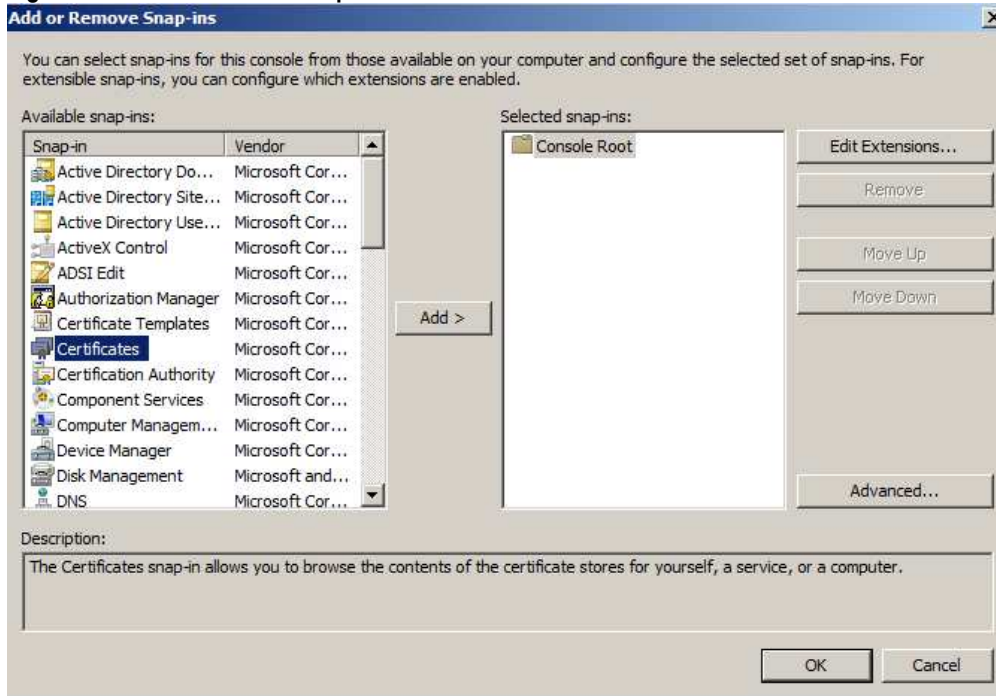 Add or Remove Snap-ins
You can select snap-ins for this console from those available on your computer and configure the selected set of snap-ins. For
extensible snap-ins, you can configure which extensions are enabled.
Available snap-ins:
Selected snap-ins:
Snap-in Vendor
Active Directory Do... Microsoft Cor...
Active Directory Site... Microsoft Cor...
Active Directory Use... Microsoft Cor...
ActiveX Control Microsoft Cor...
ADSI Edit Microsoft Cor...
Authorization Manager Microsoft Cor...
Certificate Templates Microsoft Cor...
Certificates Microsoft Cor...
Certification Authority Microsoft Cor...
Component Services Microsoft Cor...
Computer Managem... Microsoft Cor...
Device Manager Microsoft Cor...
Disk Management Microsoft and...
DNS Microsoft Cor...
Add >
Console Root
Edit Extensions...
Remove
Move Up
Move Down
Advanced...
Description:
The Certificates snap-in allows you to browse the contents of the certificate stores for yourself, a service, or a computer.
OK
Cancel